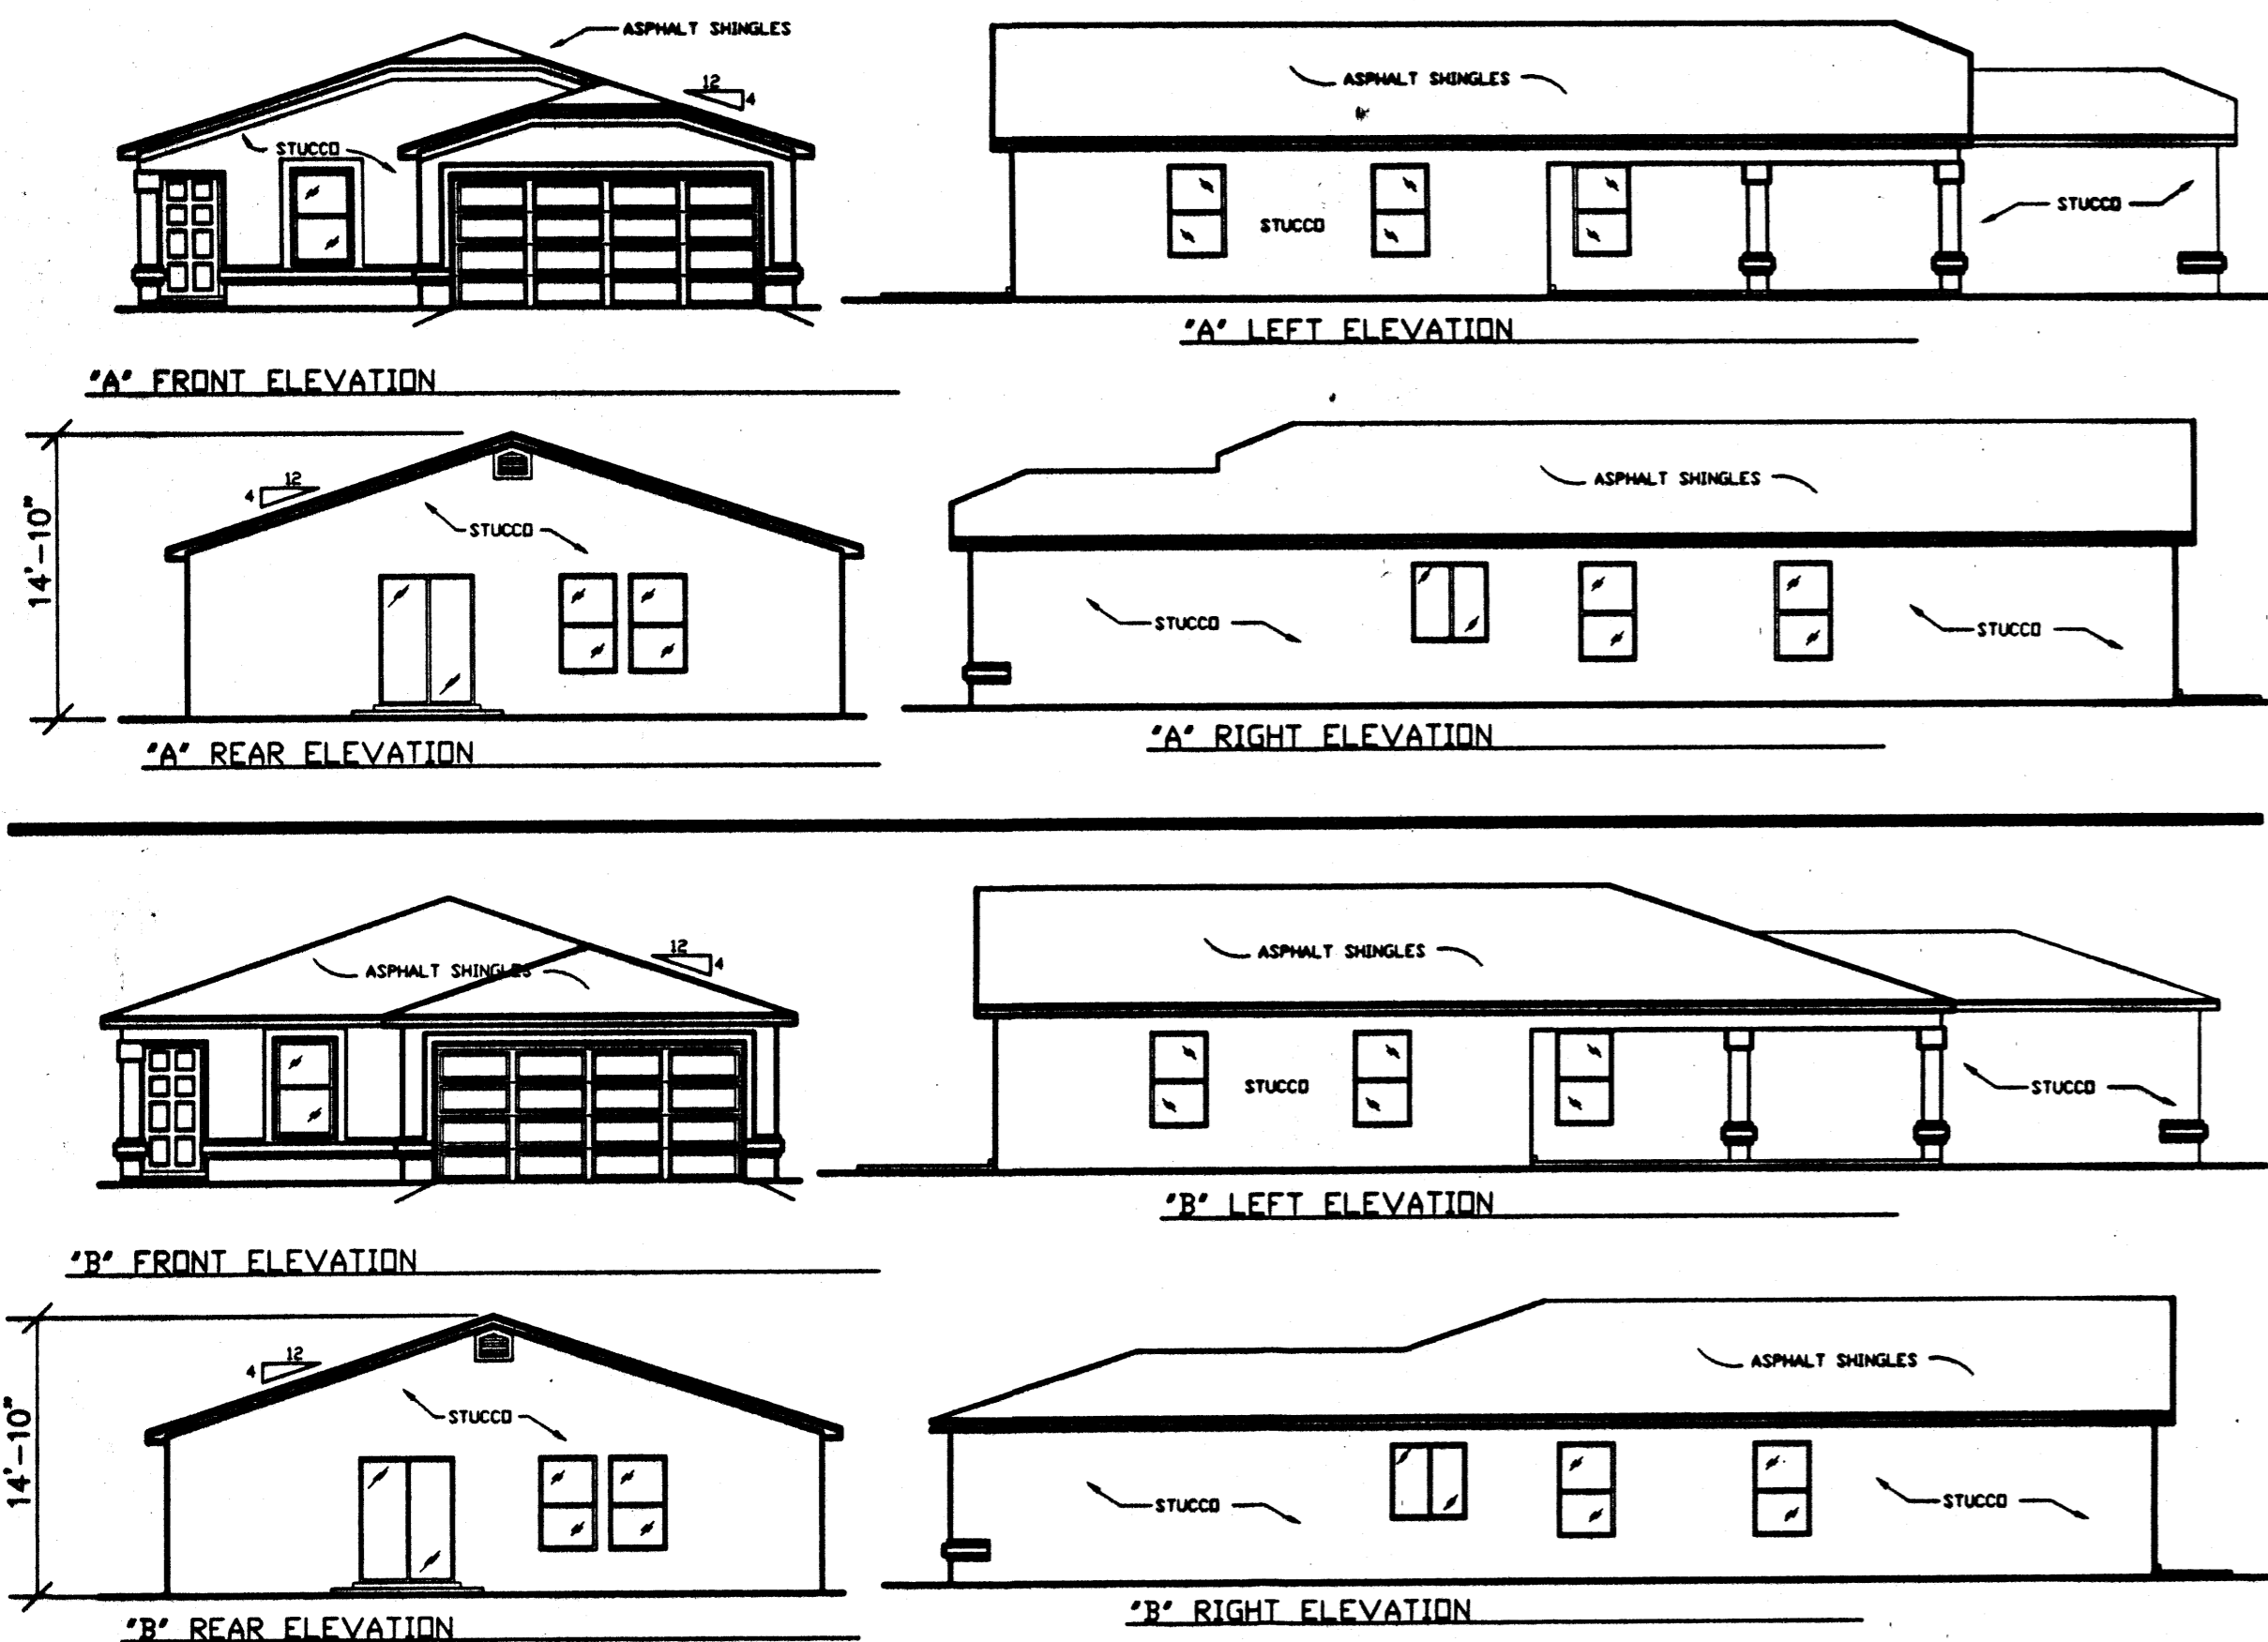 ASPHALT SHINGLES
12
4
STUCCO
"A" FRONT ELEVATION
ASPHALT SHINGLES
STUCCO
STUCCO
"A" LEFT ELEVATION
14'-10"
12
4
STUCCO
"A" REAR ELEVATION
ASPHALT SHINGLES
STUCCO
STUCCO
"A" RIGHT ELEVATION
12
4
ASPHALT SHINGLES
"B" FRONT ELEVATION
ASPHALT SHINGLES
STUCCO
STUCCO
"B" LEFT ELEVATION
14'-10"
12
4
STUCCO
"B" REAR ELEVATION
ASPHALT SHINGLES
STUCCO
STUCCO
"B" RIGHT ELEVATION